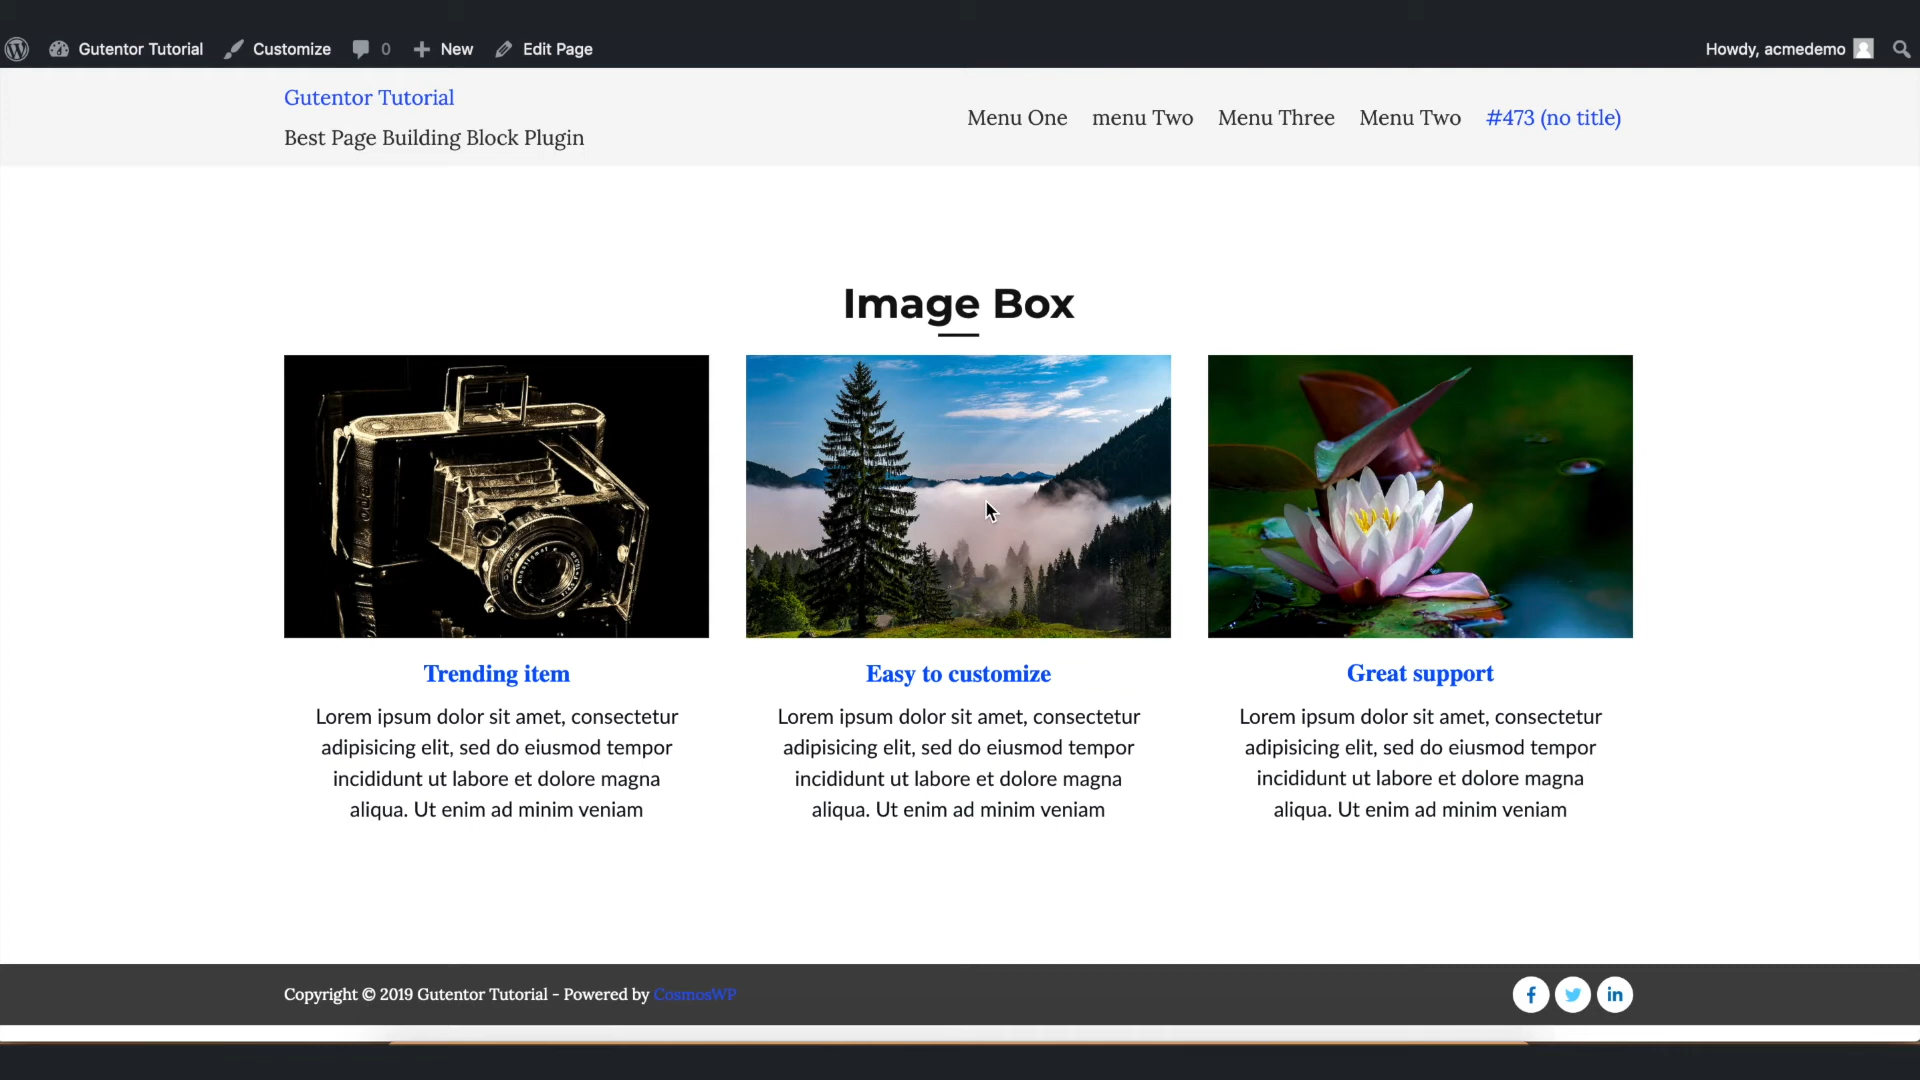 Gutentor Tutorial Customize 0 New Edit Page Howdy, acmedemo
Gutentor Tutorial
Best Page Building Block Plugin
Menu One menu Two Menu Three Menu Two #473 (no title)
Image Box
Trending item
Lorem ipsum dolor sit amet, consectetur
adipisicing elit, sed do eiusmod tempor
incididunt ut labore et dolore magna
aliqua. Ut enim ad minim veniam
Easy to customize
Lorem ipsum dolor sit amet, consectetur
adipisicing elit, sed do eiusmod tempor
incididunt ut labore et dolore magna
aliqua. Ut enim ad minim veniam
Great support
Lorem ipsum dolor sit amet, consectetur
adipisicing elit, sed do eiusmod tempor
incididunt ut labore et dolore magna
aliqua. Ut enim ad minim veniam
Copyright © 2019 Gutentor Tutorial - Powered by CosmosWP